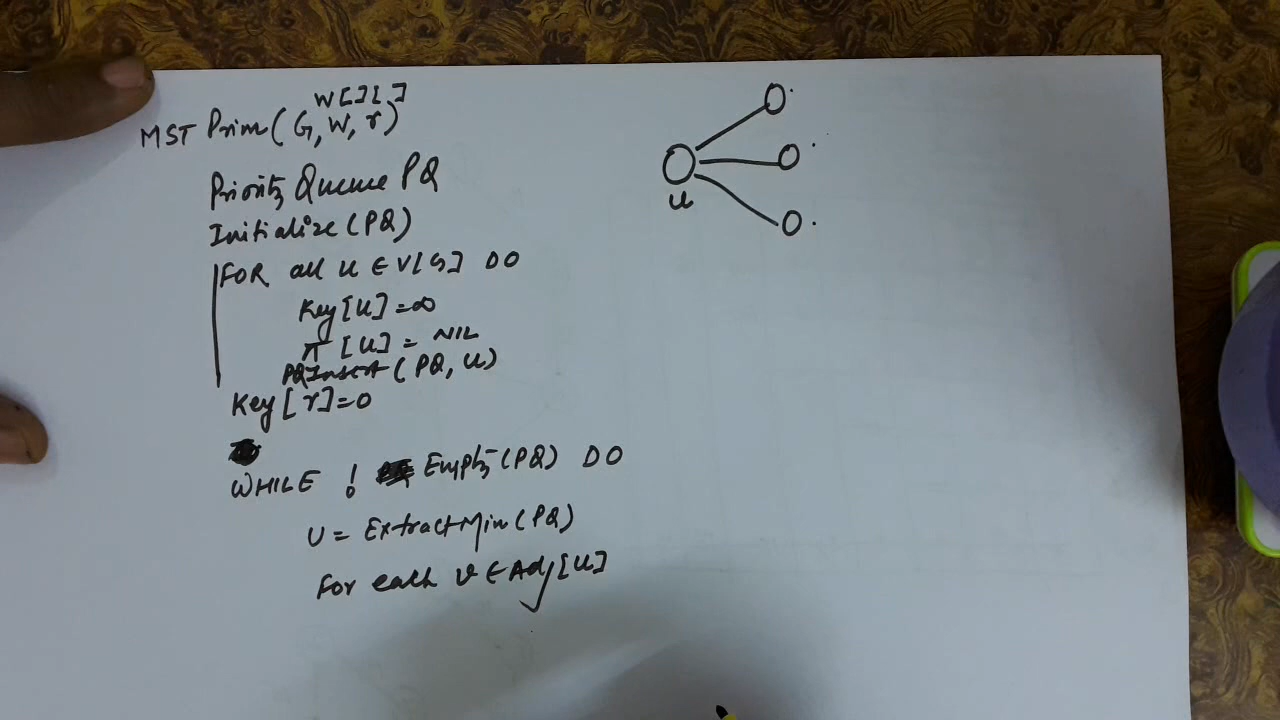 W[][]
MST Prim(G, W, r)
Priority Queue PQ
Initialize(PQ)
FOR all u ∈ V[G] DO
Key[u]=∞
π[u] = NIL
PQInsert(PQ, u)
Key[r]=0
WHILE ! Empty(PQ) DO
U = ExtractMin(PQ)
For each v ∈ Adj[u]
u